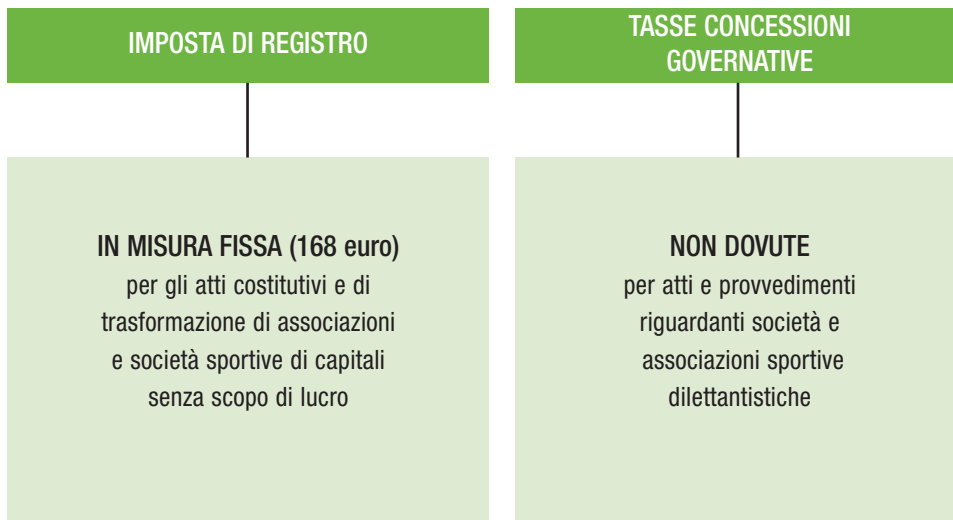 IMPOSTA DI REGISTRO
IN MISURA FISSA (168 euro)
per gli atti costitutivi e di
trasformazione di associazioni
e società sportive di capitali
senza scopo di lucro
TASSE CONCESSIONI
GOVERNATIVE
NON DOVUTE
per atti e provvedimenti
riguardanti società e
associazioni sportive
dilettantistiche